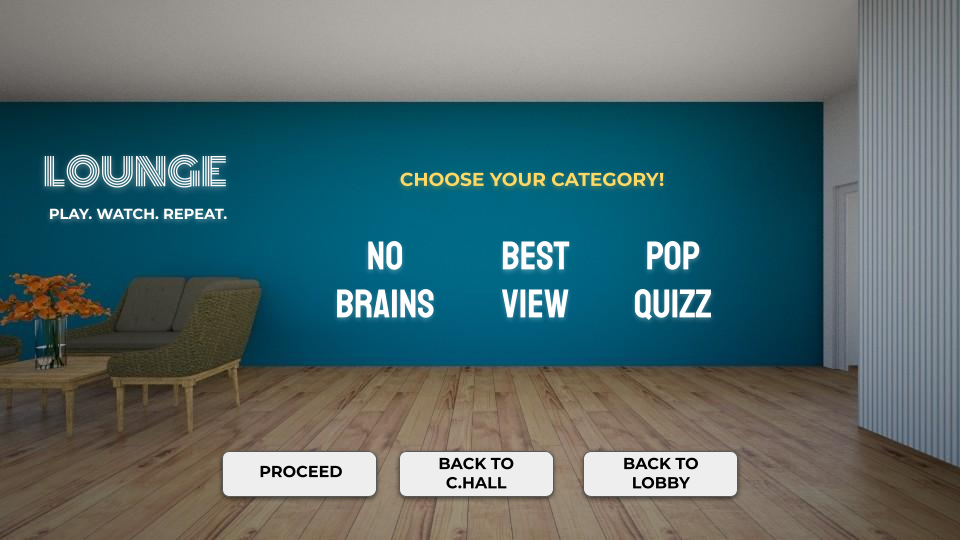 LOUNGE
PLAY. WATCH. REPEAT.
CHOOSE YOUR CATEGORY!
NO
BRAINS
BEST
VIEW
POP
QUIZZ
PROCEED
BACK TO
C.HALL
BACK TO
LOBBY